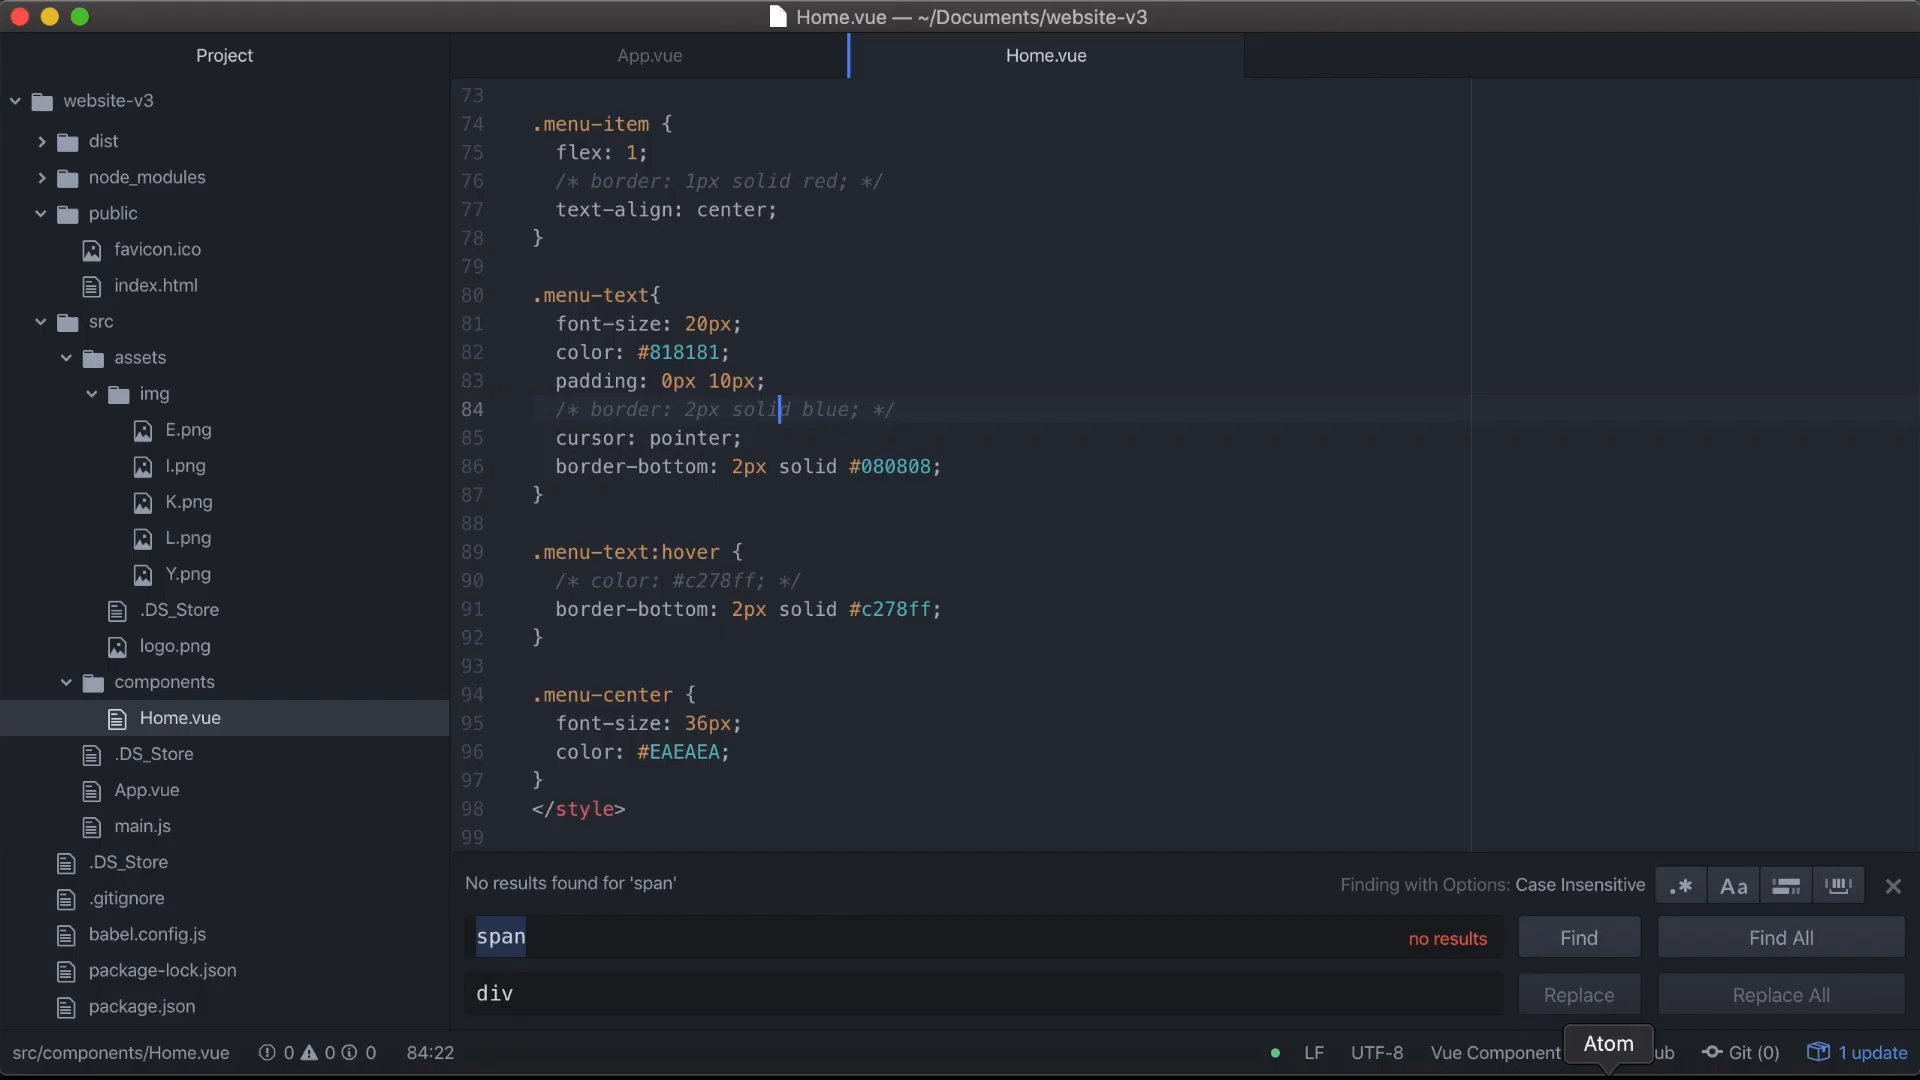 Home.vue — ~/Documents/website-v3
Project
App.vue
Home.vue
website-v3
dist
node_modules
public
favicon.ico
index.html
src
assets
img
E.png
I.png
K.png
L.png
Y.png
.DS_Store
logo.png
components
Home.vue
.DS_Store
App.vue
main.js
.DS_Store
.gitignore
babel.config.js
package-lock.json
package.json
73
74 .menu-item {
75 flex: 1;
76 /* border: 1px solid red; */
77 text-align: center;
78 }
79
80 .menu-text{
81 font-size: 20px;
82 color: #818181;
83 padding: 0px 10px;
84 /* border: 2px solid blue; */
85 cursor: pointer;
86 border-bottom: 2px solid #080808;
87 }
88
89 .menu-text:hover {
90 /* color: #c278ff; */
91 border-bottom: 2px solid #c278ff;
92 }
93
94 .menu-center {
95 font-size: 36px;
96 color: #EAEAEA;
97 }
98 </style>
99
No results found for 'span'
Finding with Options: Case Insensitive
.* Aa
span
no results
Find
Find All
div
Replace
Replace All
src/components/Home.vue 0 0 0 84:22
LF UTF-8 Vue Component ub Git (0) 1 update
Atom